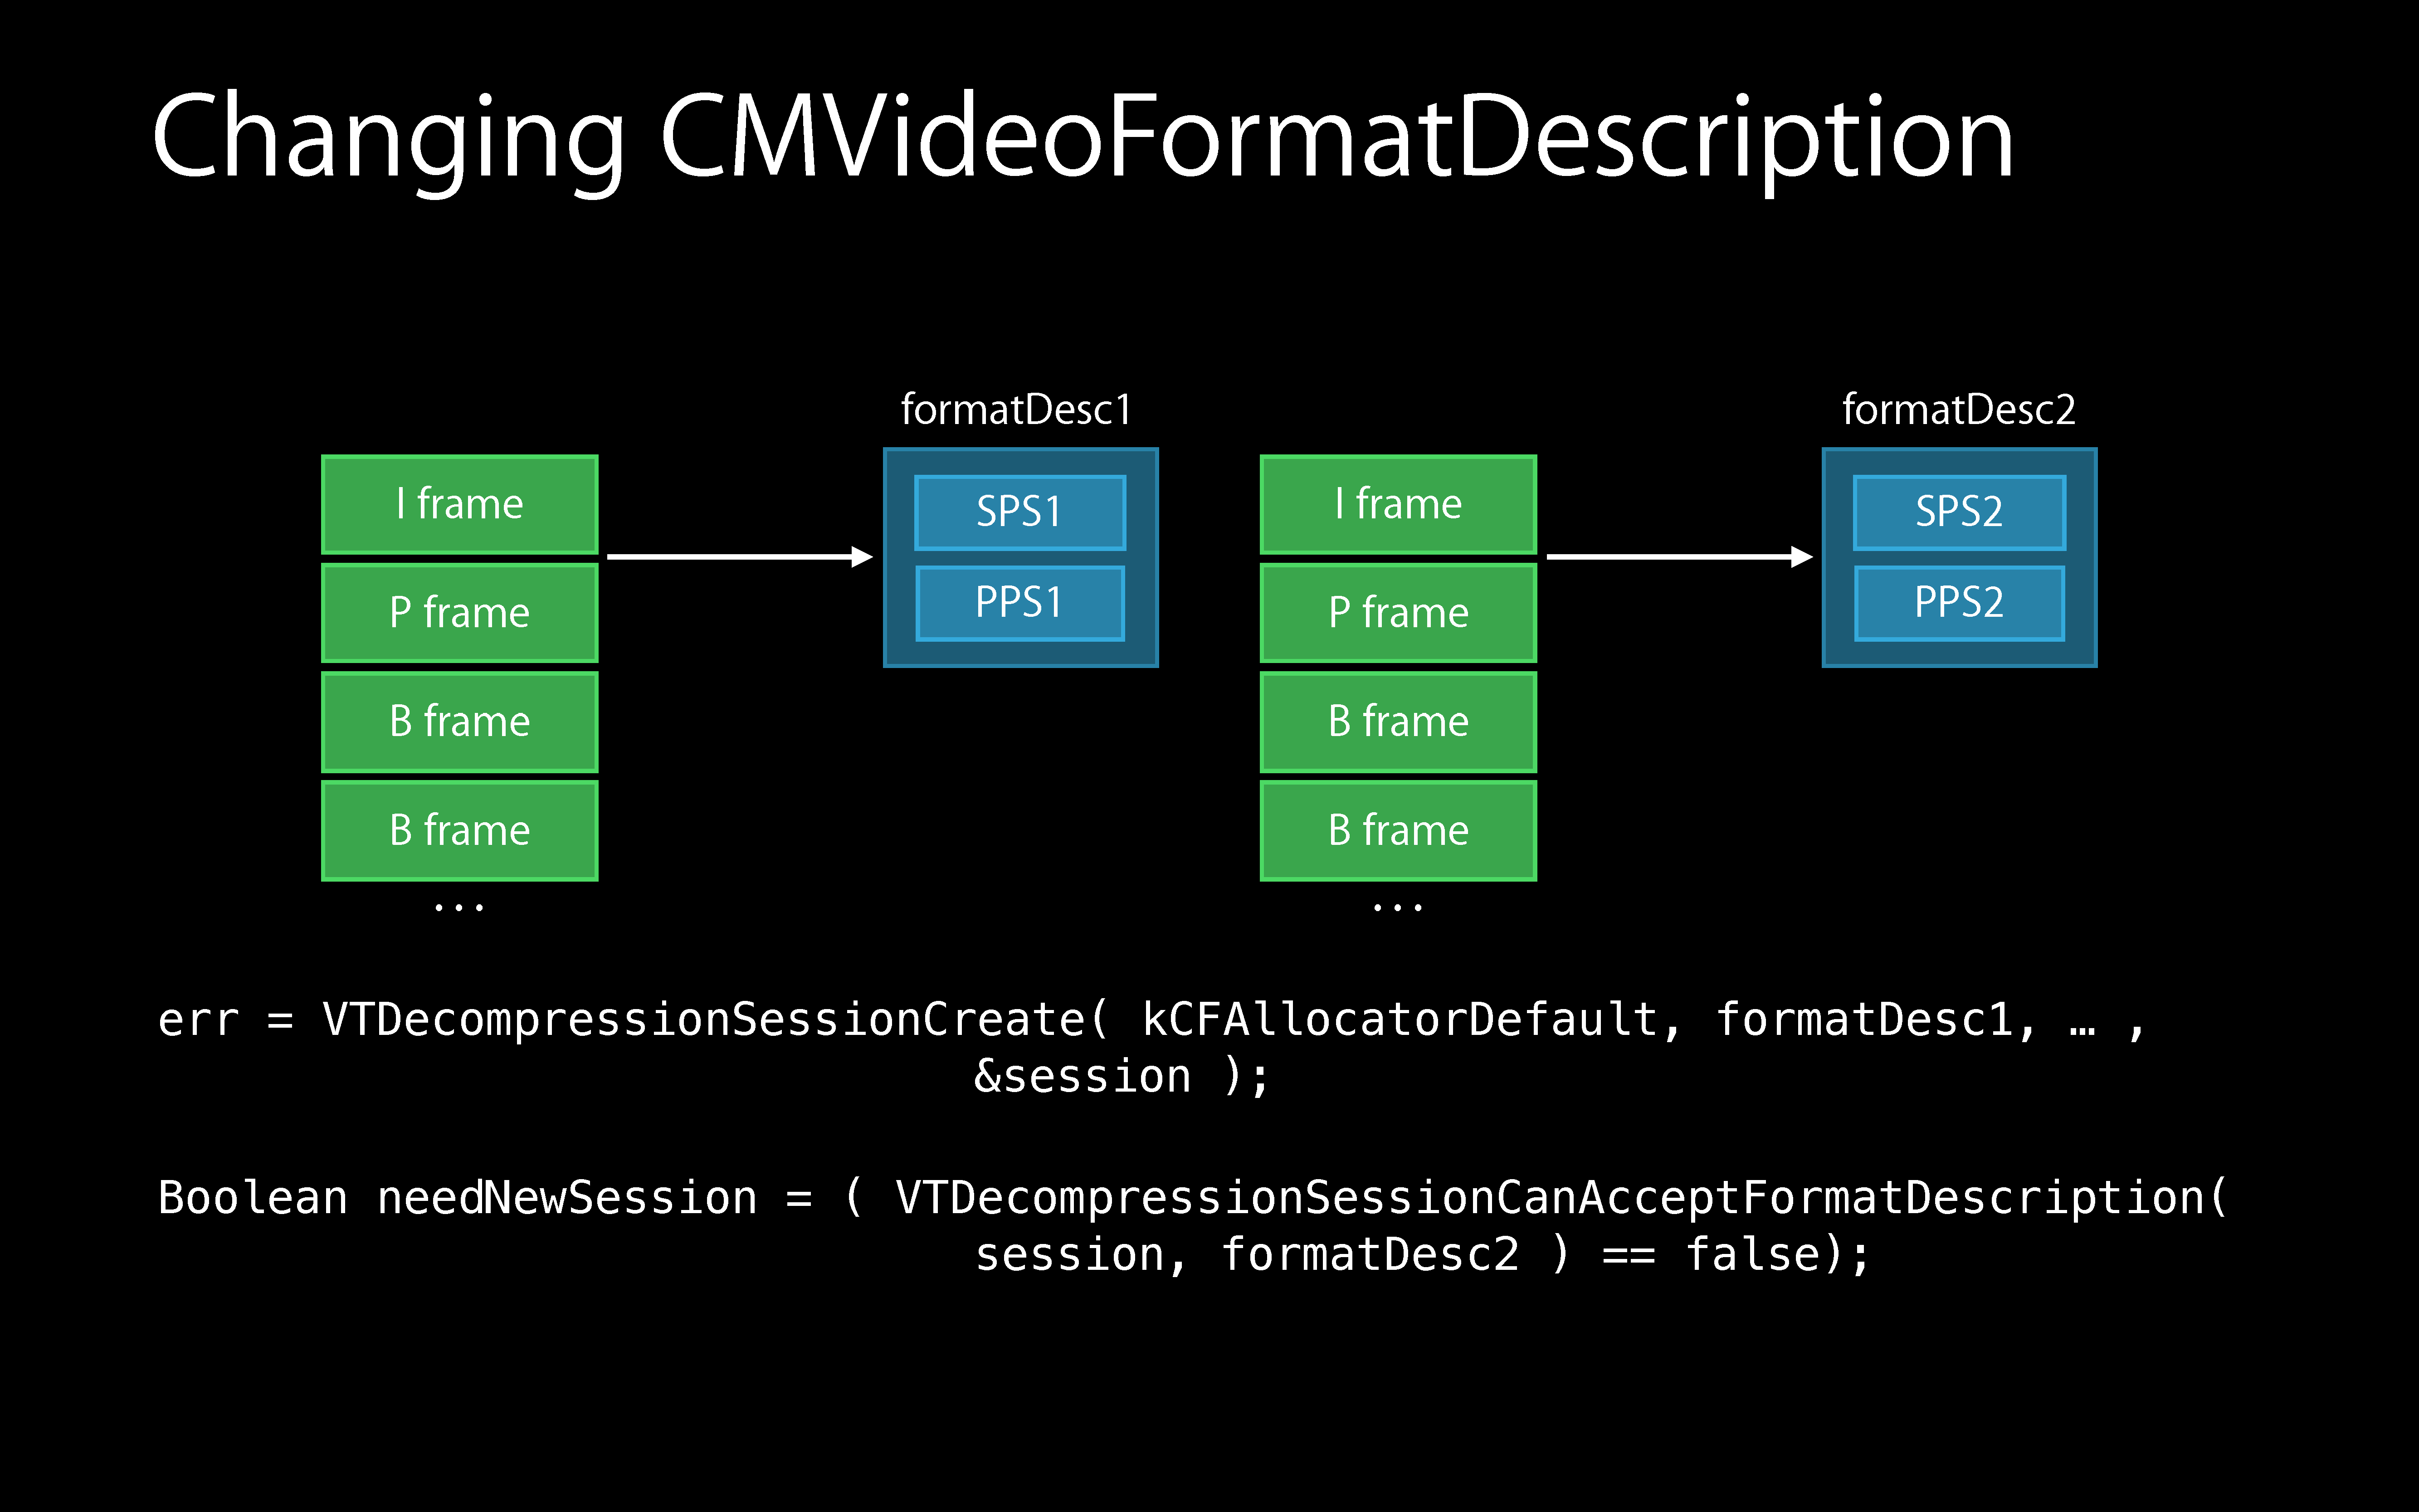 Changing CMVideoFormatDescription
formatDesc1
I frame
P frame
B frame
B frame
...
SPS1
PPS1
formatDesc2
I frame
P frame
B frame
B frame
...
SPS2
PPS2
err = VTDecompressionSessionCreate( kCFAllocatorDefault, formatDesc1, … ,
&session );
Boolean needNewSession = ( VTDecompressionSessionCanAcceptFormatDescription(
session, formatDesc2 ) == false);